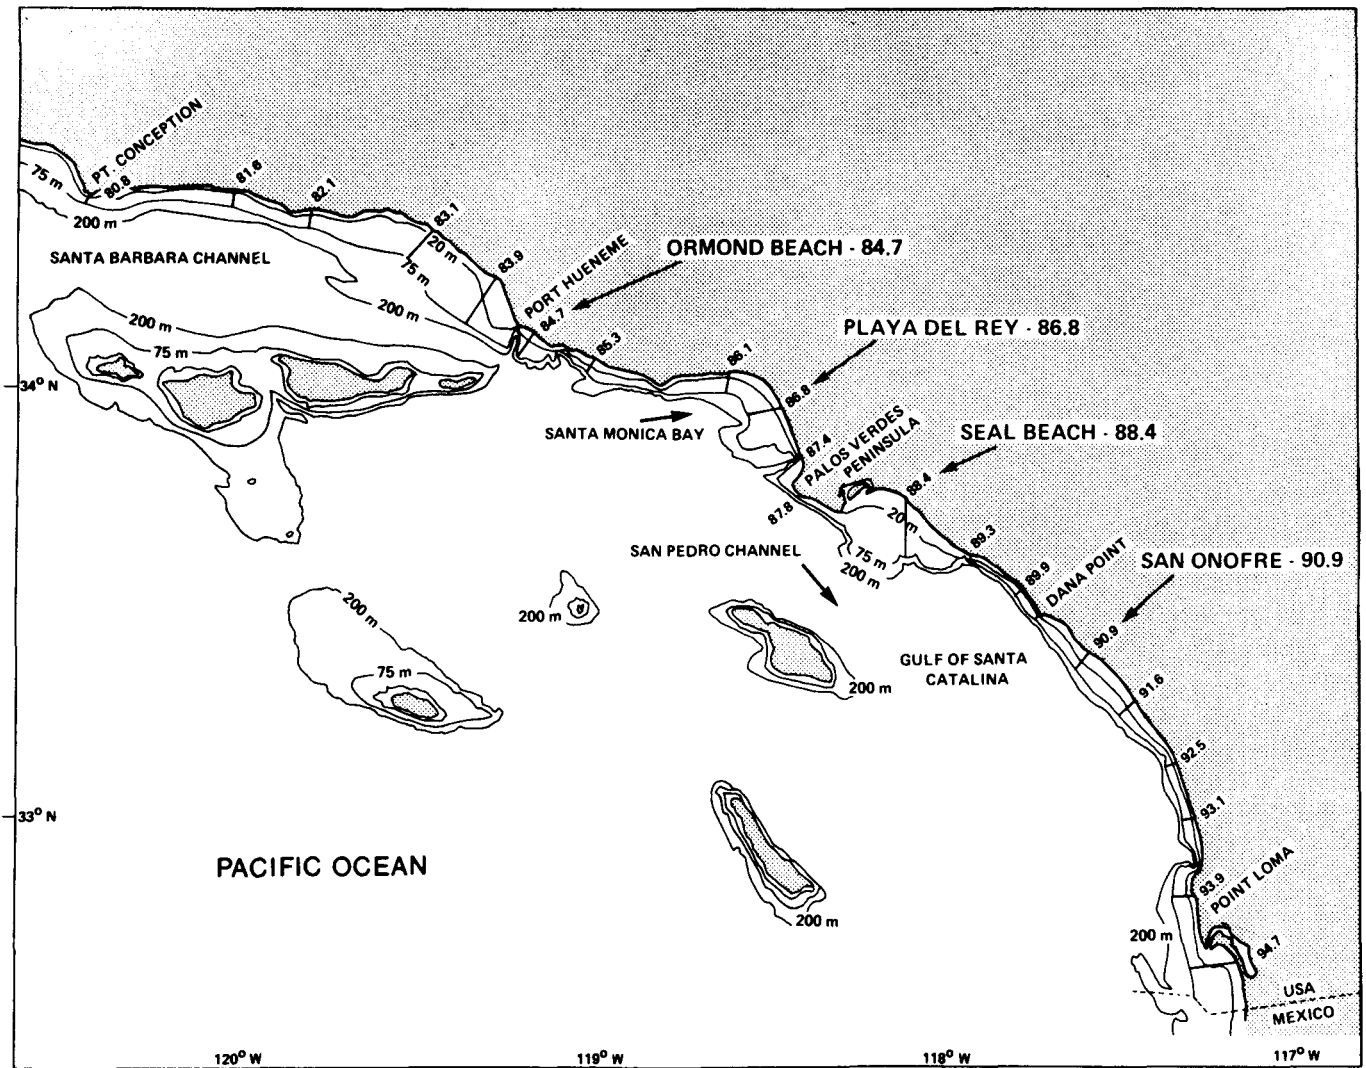 PT. CONCEPTION
80.8
81.6
82.1
83.1
83.9
75 m
200 m
20 m
75 m
200 m
SANTA BARBARA CHANNEL
PORT HUENEME
84.7
ORMOND BEACH - 84.7
85.3
86.1
PLAYA DEL REY - 86.8
86.8
200 m
75 m
34° N
SANTA MONICA BAY
87.4
PALOS VERDES
PENINSULA
SEAL BEACH - 88.4
88.4
87.8
20 m
75 m
200 m
89.3
SAN PEDRO CHANNEL
89.9
DANA POINT
SAN ONOFRE - 90.9
90.9
200 m
200 m
75 m
GULF OF SANTA
CATALINA
200 m
91.6
92.5
93.1
33° N
PACIFIC OCEAN
200 m
93.9
POINT LOMA
200 m
94.7
USA
MEXICO
120° W
119° W
118° W
117° W